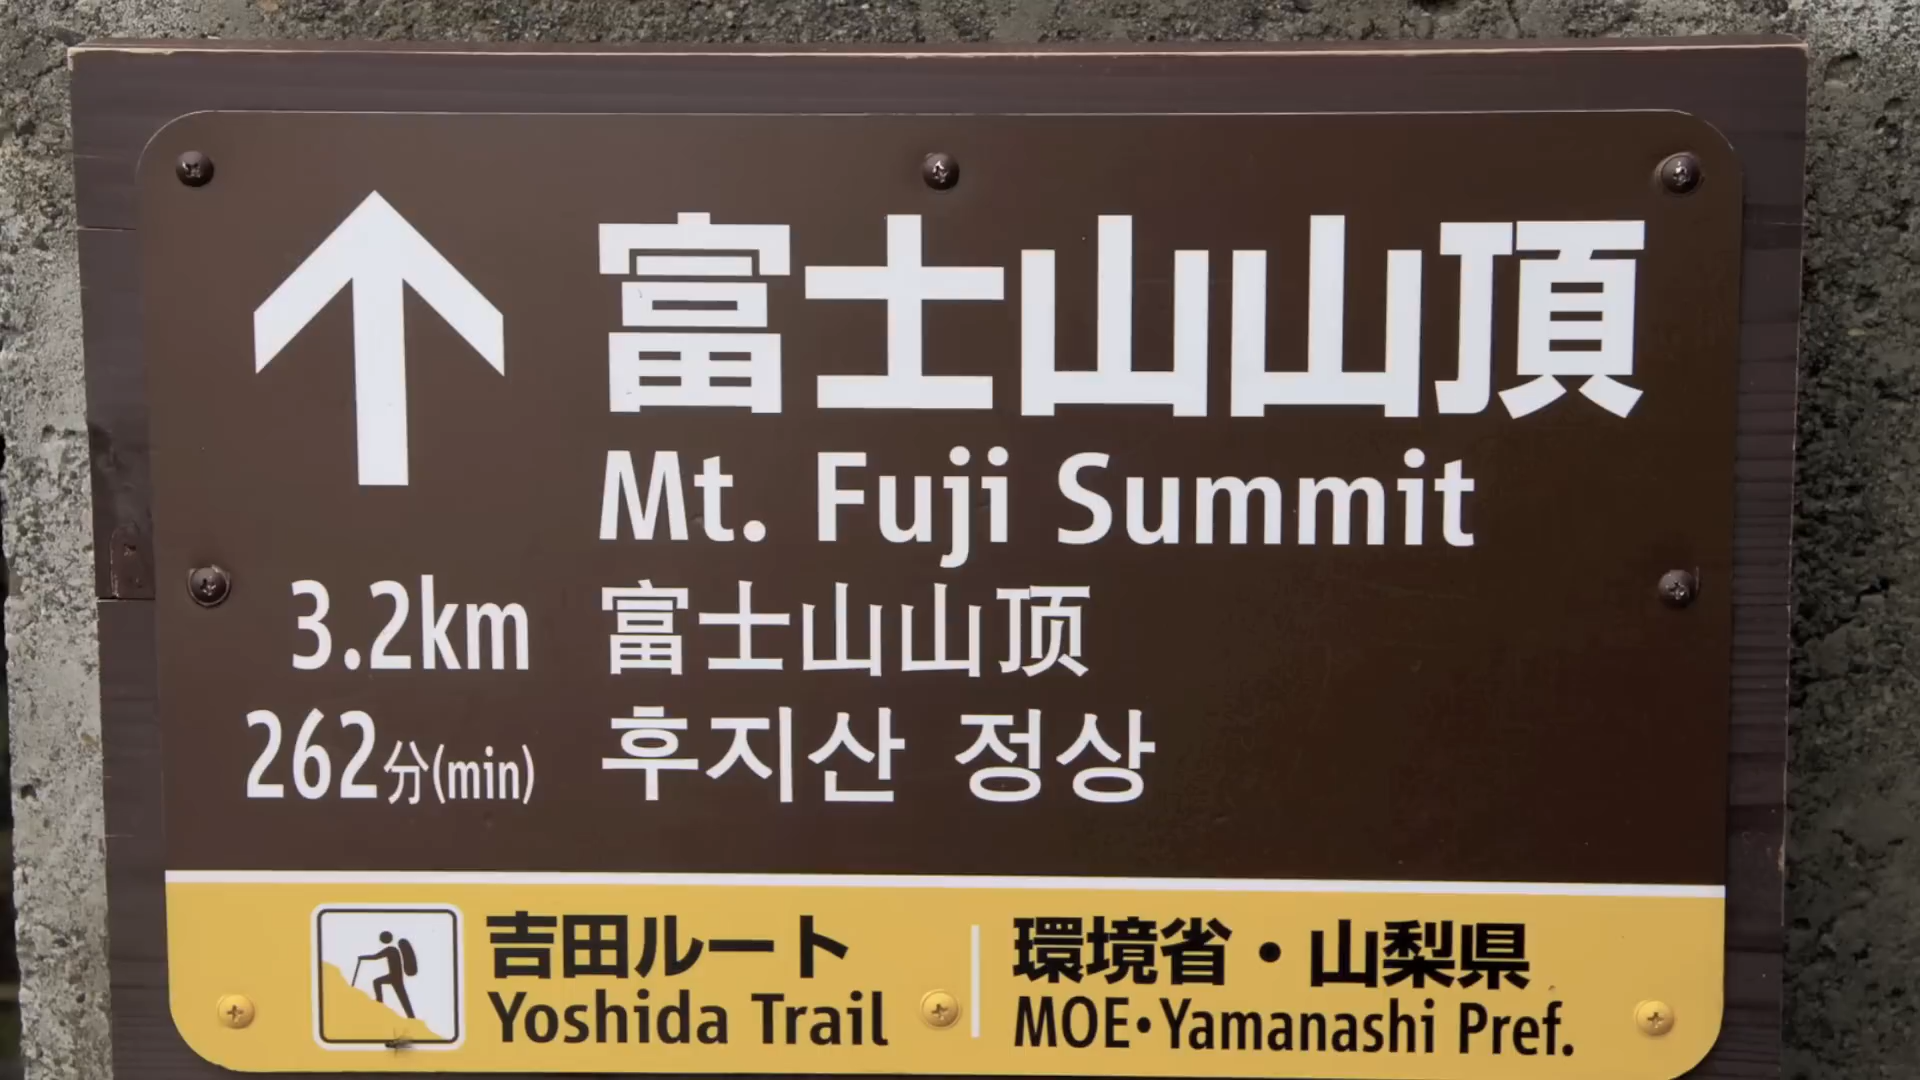 富士山山頂
Mt. Fuji Summit
3.2km 富士山山顶
262分(min) 후지산 정상
吉田ルート
Yoshida Trail
環境省・山梨県
MOE・Yamanashi Pref.